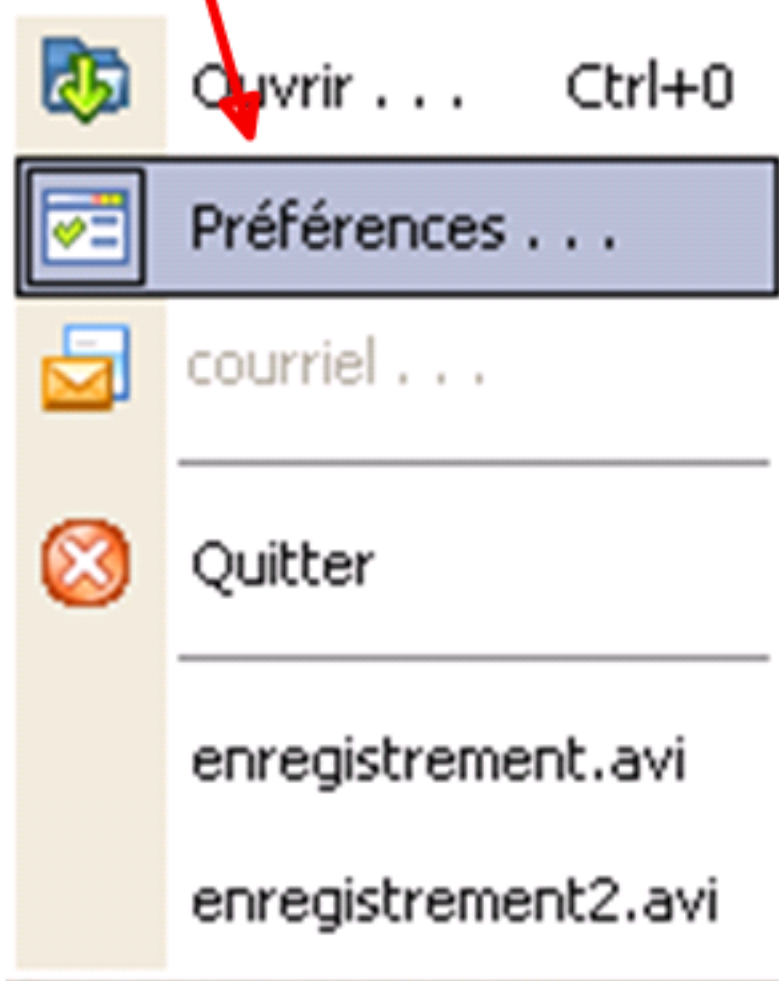 Ouvrir . . . Ctrl+0
Préférences . . .
courriel . . .
Quitter
enregistrement.avi
enregistrement2.avi